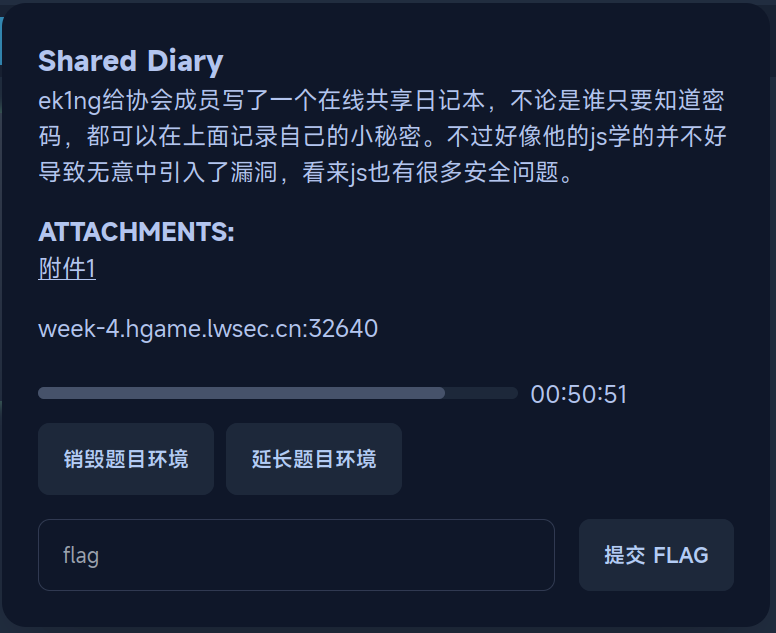 Shared Diary
ek1ng给协会成员写了一个在线共享日记本，不论是谁只要知道密
码，都可以在上面记录自己的小秘密。不过好像他的js学的并不好
导致无意中引入了漏洞，看来js也有很多安全问题。
ATTACHMENTS:
附件1
week-4.hgame.lwsec.cn:32640
00:50:51
销毁题目环境
延长题目环境
flag
提交 FLAG